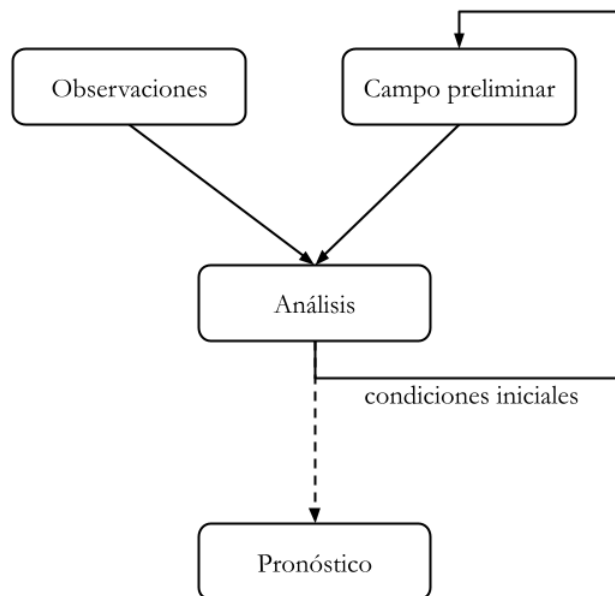 Observaciones
Campo preliminar
Análisis
condiciones iniciales
Pronóstico